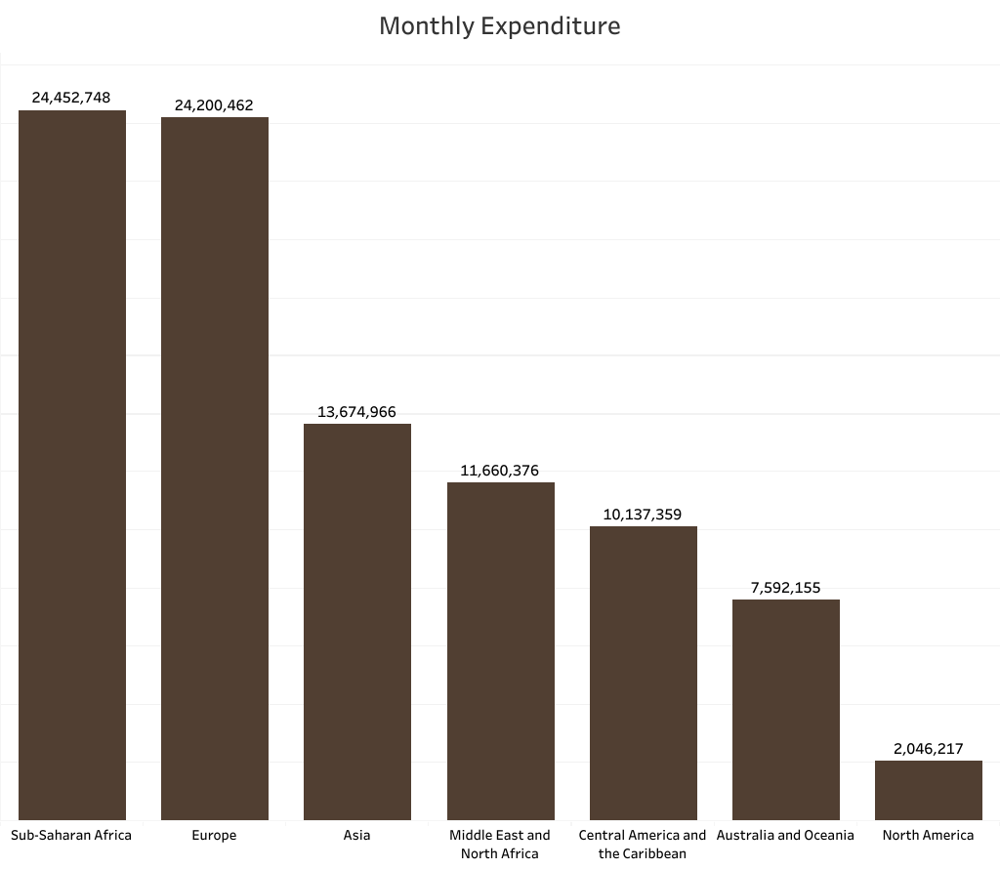 Monthly Expenditure
24,452,748
24,200,462
13,674,966
11,660,376
10,137,359
7,592,155
2,046,217
Sub-Saharan Africa
Europe
Asia
Middle East and
North Africa
Central America and
the Caribbean
Australia and Oceania
North America